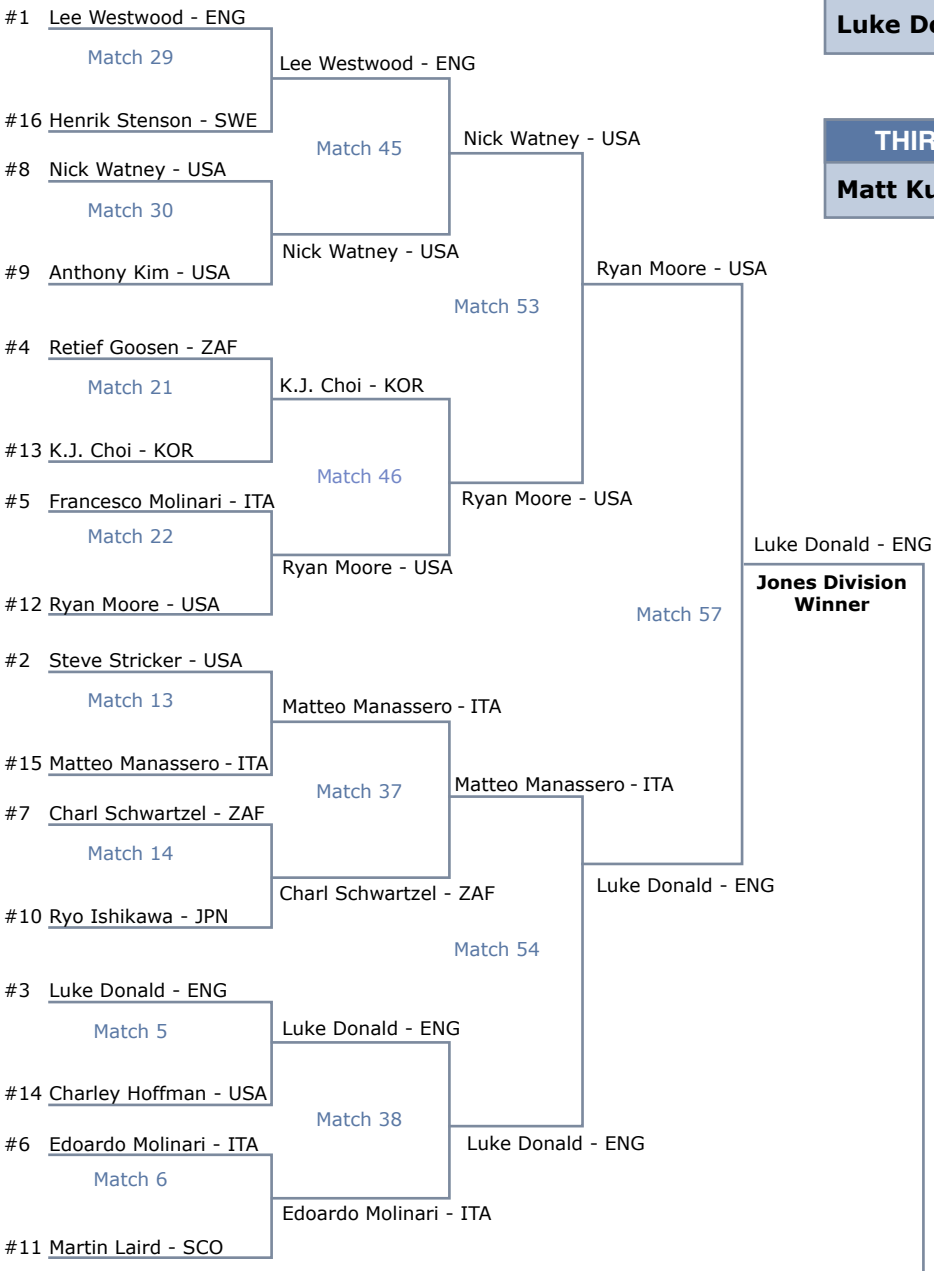 Luke Do
THIR
Matt Ku
#1 Lee Westwood - ENG
Match 29
Lee Westwood - ENG
#16 Henrik Stenson - SWE
Match 45
Nick Watney - USA
#8 Nick Watney - USA
Match 30
Nick Watney - USA
#9 Anthony Kim - USA
Ryan Moore - USA
Match 53
#4 Retief Goosen - ZAF
Match 21
K.J. Choi - KOR
#13 K.J. Choi - KOR
Match 46
Ryan Moore - USA
#5 Francesco Molinari - ITA
Match 22
Ryan Moore - USA
#12 Ryan Moore - USA
Luke Donald - ENG
Jones Division
Winner
Match 57
#2 Steve Stricker - USA
Match 13
Matteo Manassero - ITA
#15 Matteo Manassero - ITA
Match 37
Matteo Manassero - ITA
#7 Charl Schwartzel - ZAF
Match 14
Charl Schwartzel - ZAF
Luke Donald - ENG
#10 Ryo Ishikawa - JPN
Match 54
#3 Luke Donald - ENG
Match 5
Luke Donald - ENG
#14 Charley Hoffman - USA
Match 38
Luke Donald - ENG
#6 Edoardo Molinari - ITA
Match 6
Edoardo Molinari - ITA
#11 Martin Laird - SCO